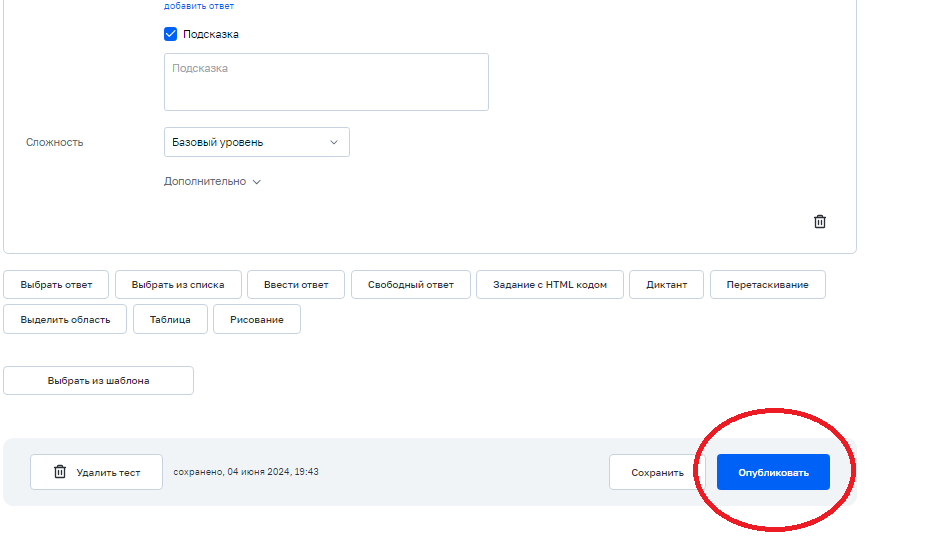 добавить ответ
Подсказка
Подсказка
Сложность Базовый уровень
Дополнительно
Выбрать ответ Выбрать из списка Ввести ответ Свободный ответ Задание с HTML кодом Диктант Перетаскивание
Выделить область Таблица Рисование
Выбрать из шаблона
Удалить тест сохранено, 04 июня 2024, 19:43 Сохранить Опубликовать